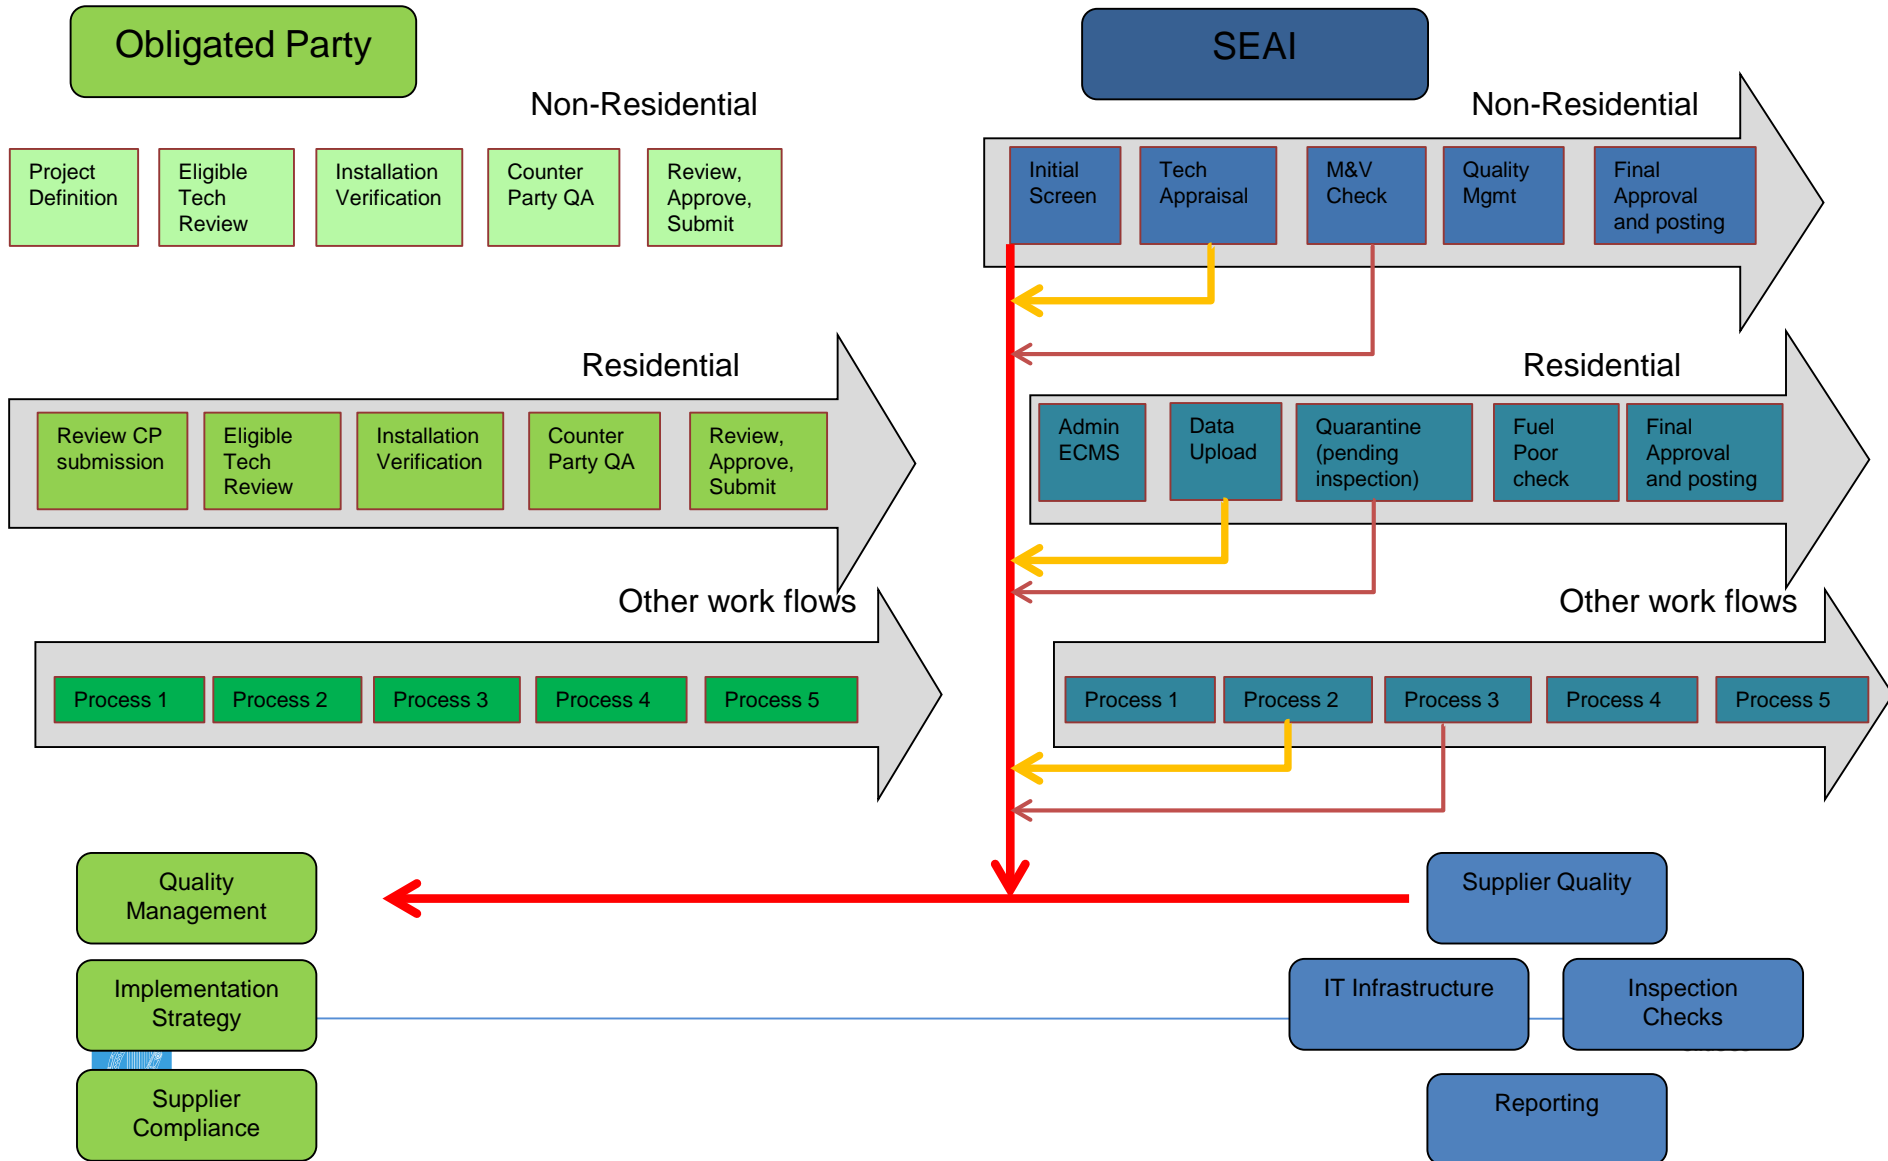 Obligated Party
SEAI
Non-Residential
Non-Residential
Project
Definition
Eligible
Tech
Review
Installation
Verification
Counter
Party QA
Review,
Approve,
Submit
Initial
Screen
Tech
Appraisal
M&V
Check
Quality
Mgmt
Final
Approval
and posting
Residential
Residential
Review CP
submission
Eligible
Tech
Review
Installation
Verification
Counter
Party QA
Review,
Approve,
Submit
Admin
ECMS
Data
Upload
Quarantine
(pending
inspection)
Fuel
Poor
check
Final
Approval
and posting
Other work flows
Other work flows
Process 1
Process 2
Process 3
Process 4
Process 5
Process 1
Process 2
Process 3
Process 4
Process 5
Quality
Management
Supplier Quality
Implementation
Strategy
IT Infrastructure
Inspection
Checks
Supplier
Compliance
Reporting